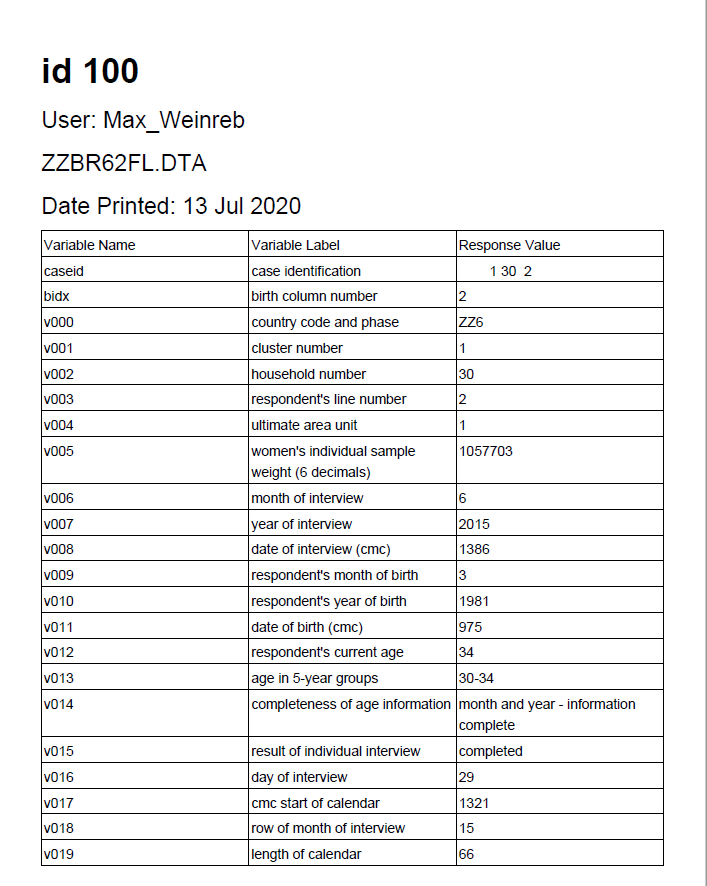 id 100
User: Max_Weinreb
ZZBR62FL.DTA
Date Printed: 13 Jul 2020
Variable Name Variable Label Response Value
caseid case identification 1 30 2
bidx birth column number 2
v000 country code and phase ZZ6
v001 cluster number 1
v002 household number 30
v003 respondent's line number 2
v004 ultimate area unit 1
v005 women's individual sample 1057703
weight (6 decimals)
v006 month of interview 6
v007 year of interview 2015
v008 date of interview (cmc) 1386
v009 respondent's month of birth 3
v010 respondent's year of birth 1981
v011 date of birth (cmc) 975
v012 respondent's current age 34
v013 age in 5-year groups 30-34
v014 completeness of age information month and year - information
complete
v015 result of individual interview completed
v016 day of interview 29
v017 cmc start of calendar 1321
v018 row of month of interview 15
v019 length of calendar 66